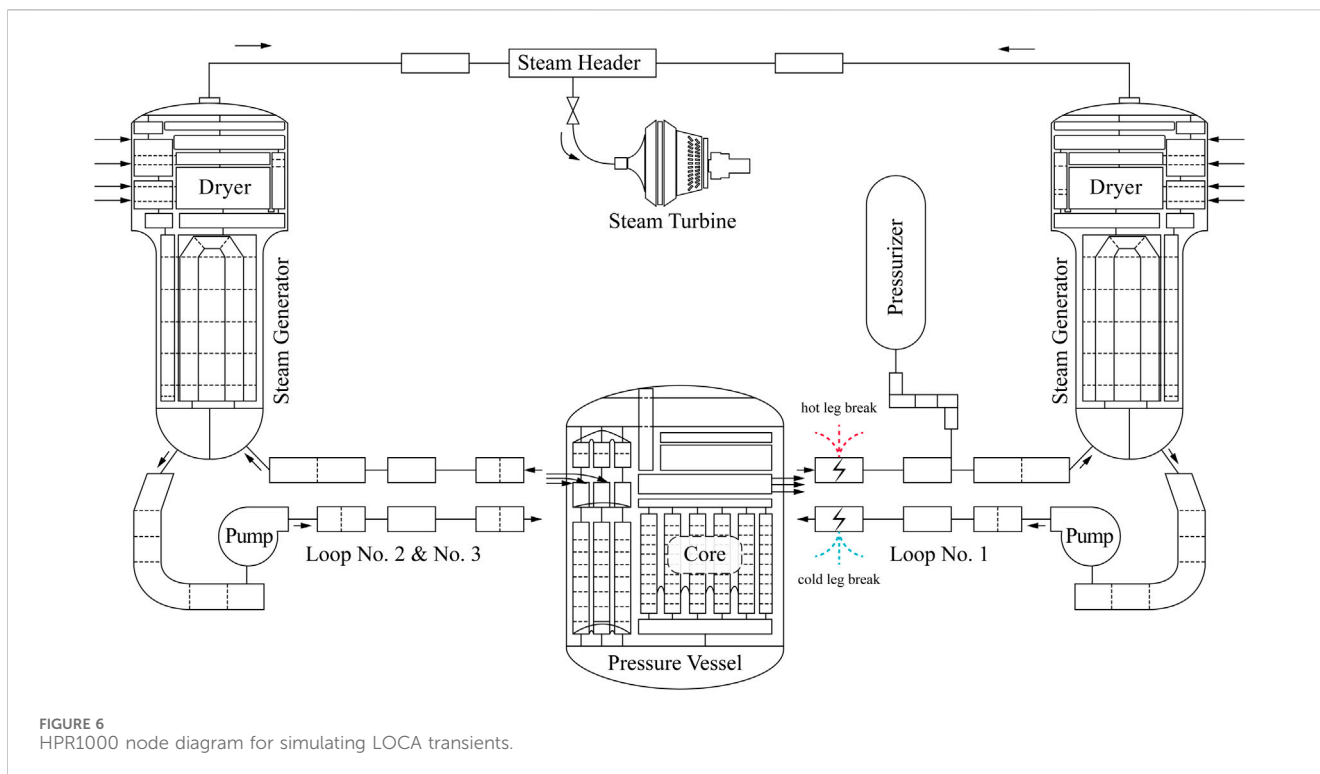 Steam Header
Dryer
Steam Turbine
Dryer
Steam Generator
Pressurizer
Steam Generator
hot leg break
Pump
Loop No. 2 & No. 3
Core
Loop No. 1
Pump
cold leg break
Pressure Vessel
FIGURE 6
HPR1000 node diagram for simulating LOCA transients.